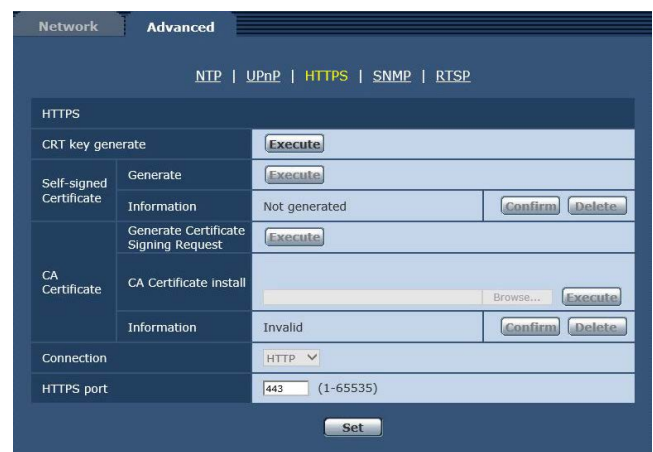 Network Advanced
NTP | UPnP | HTTPS | SNMP | RTSP
HTTPS
CRT key generate Execute
Self-signed Certificate
Generate Execute
Information Not generated Confirm Delete
CA Certificate
Generate Certificate Signing Request Execute
CA Certificate install Browse... Execute
Information Invalid Confirm Delete
Connection HTTP
HTTPS port 443 (1-65535)
Set